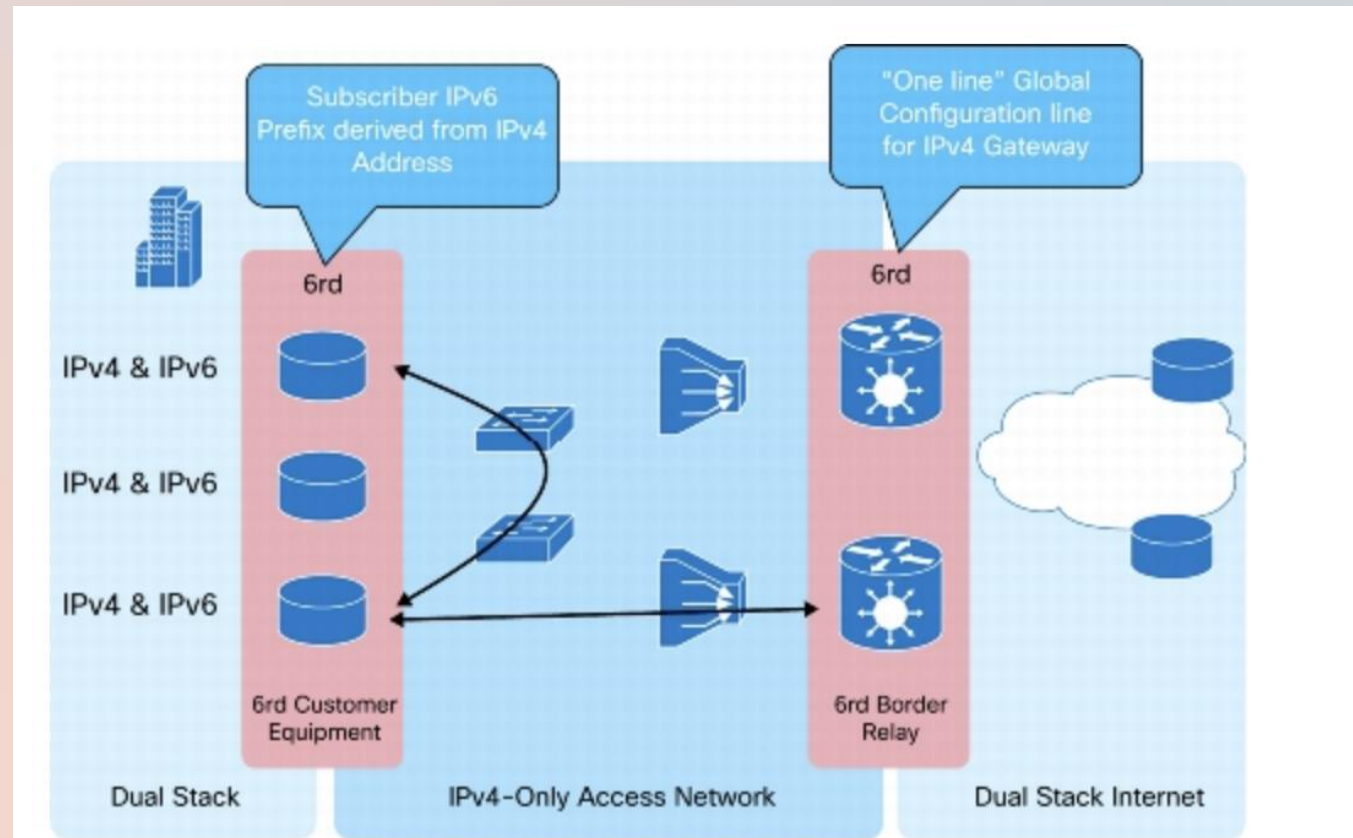 Subscriber IPv6
Prefix derived from IPv4
Address
"One line" Global
Configuration line
for IPv4 Gateway
6rd
6rd
IPv4 & IPv6
IPv4 & IPv6
IPv4 & IPv6
6rd Customer
Equipment
6rd Border
Relay
Dual Stack
IPv4-Only Access Network
Dual Stack Internet